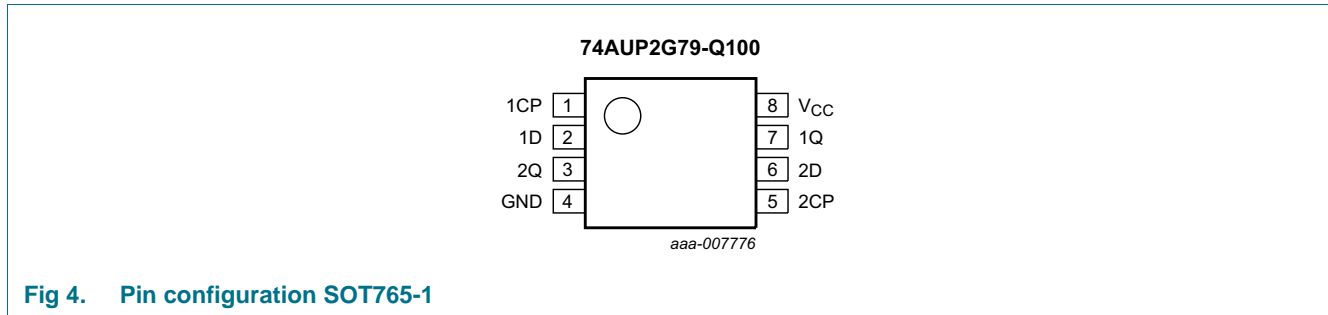 74AUP2G79-Q100
1CP 1 8 VCC
1D 2 7 1Q
2Q 3 6 2D
GND 4 5 2CP
aaa-007776
Fig 4. Pin configuration SOT765-1